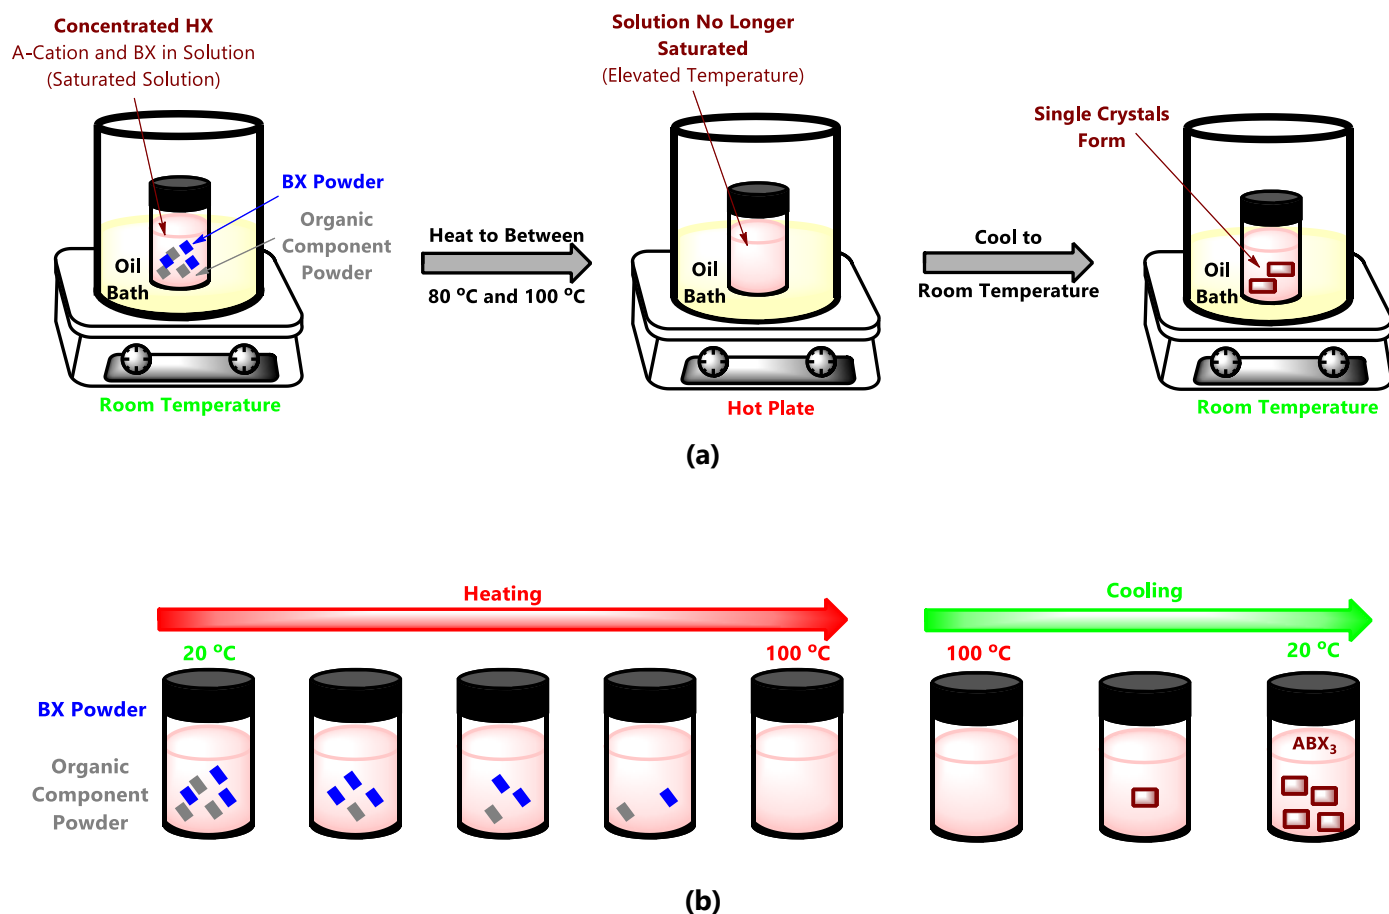 Concentrated HX
A-Cation and BX in Solution
(Saturated Solution)
BX Powder
Organic
Component
Powder
Oil
Bath
Room Temperature
Heat to Between
80 °C and 100 °C
Solution No Longer
Saturated
(Elevated Temperature)
Oil
Bath
Hot Plate
Cool to
Room Temperature
Single Crystals
Form
Oil
Bath
Room Temperature
(a)
Heating
20 °C
100 °C
BX Powder
Organic
Component
Powder
Cooling
100 °C
20 °C
ABX₃
(b)